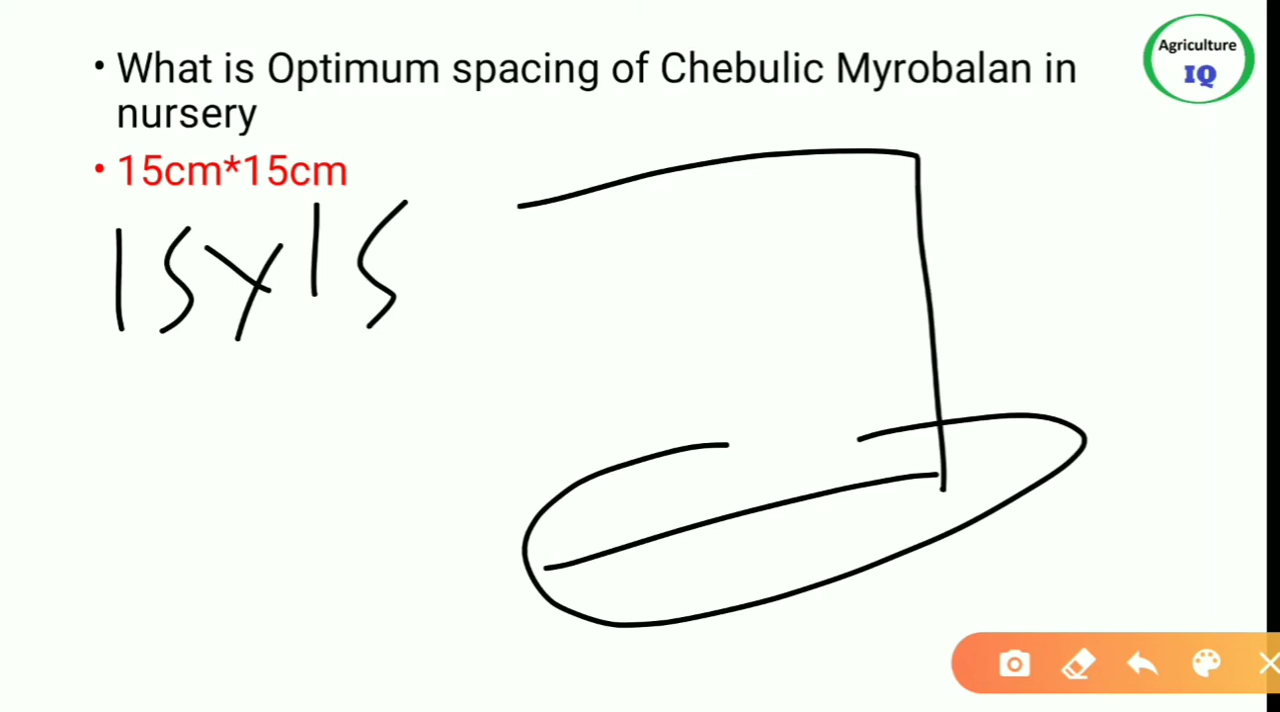 Agriculture
IQ
• What is Optimum spacing of Chebulic Myrobalan in
nursery
• 15cm*15cm
15x15